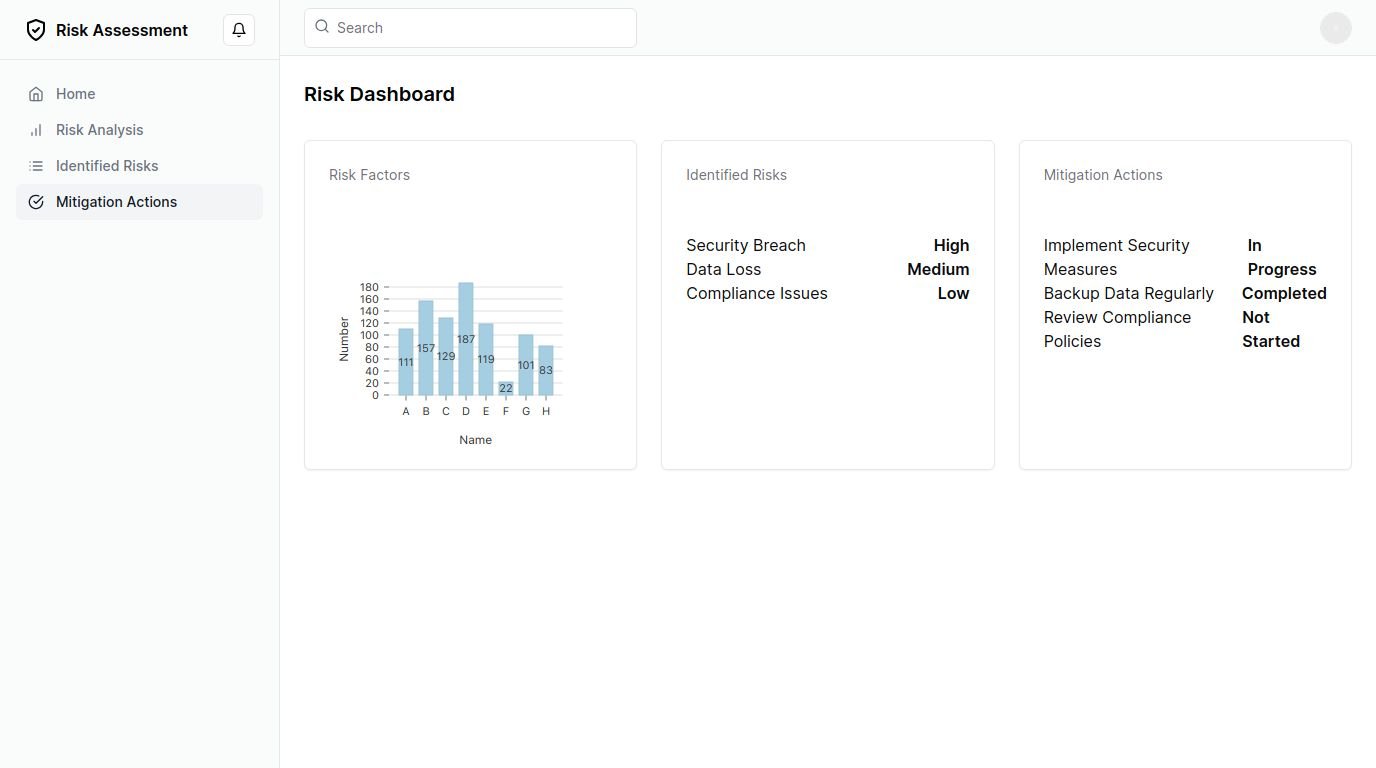 Risk Assessment
Search
Home
Risk Analysis
Identified Risks
Mitigation Actions
Risk Dashboard
Risk Factors
180
160
140
120
100
80
60
40
20
0
Number
111
157
129
187
119
22
101
83
A B C D E F G H
Name
Identified Risks
Security Breach High
Data Loss Medium
Compliance Issues Low
Mitigation Actions
Implement Security In
Measures Progress
Backup Data Regularly Completed
Review Compliance Not
Policies Started